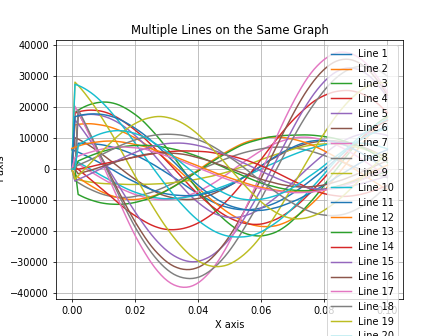 Multiple Lines on the Same Graph
40000
30000
20000
10000
0
−10000
−20000
−30000
−40000
0.00
0.02
0.04
0.06
0.08
X axis
Line 1
Line 2
Line 3
Line 4
Line 5
Line 6
Line 7
Line 8
Line 9
Line 10
Line 11
Line 12
Line 13
Line 14
Line 15
Line 16
Line 17
Line 18
Line 19
Line 20